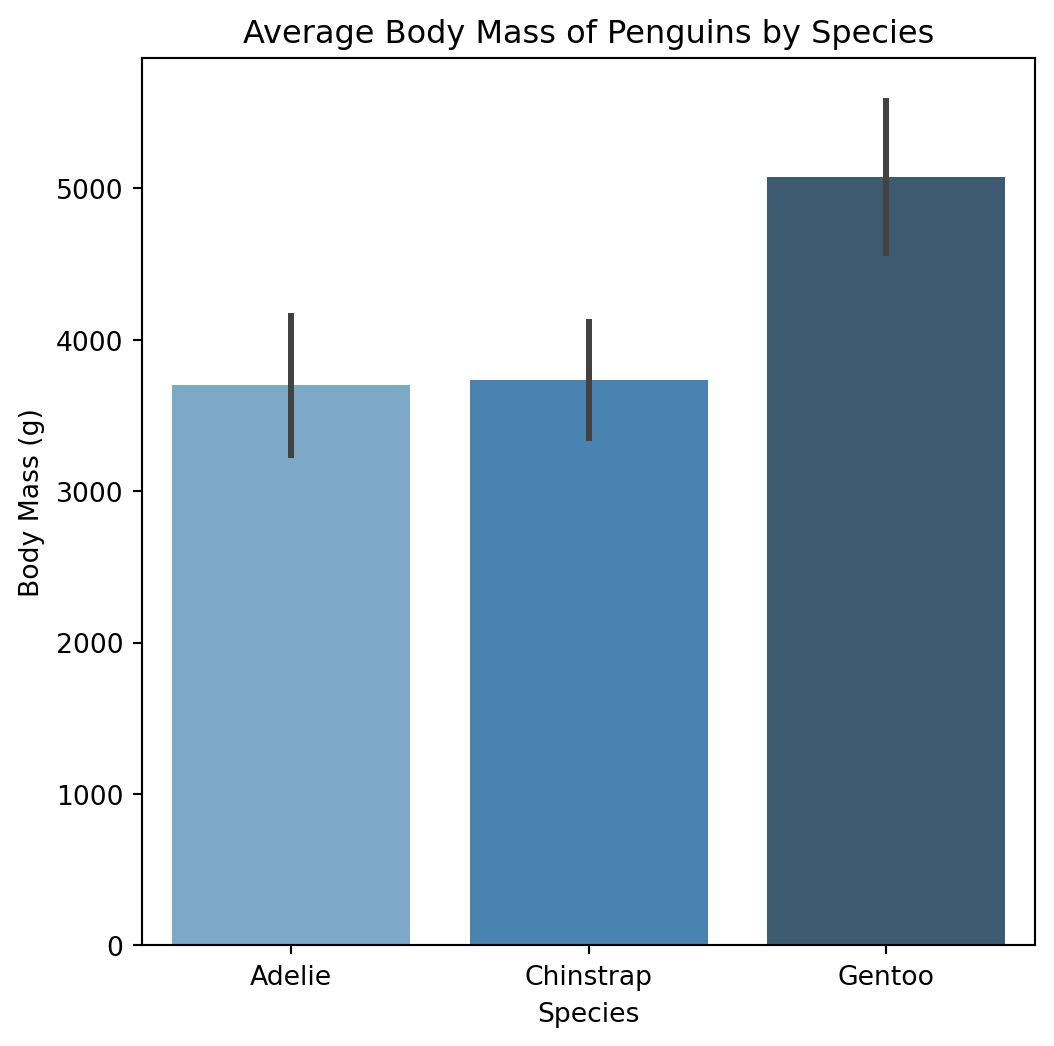 Average Body Mass of Penguins by Species
Body Mass (g)
5000
4000
3000
2000
1000
0
Adelie Chinstrap Gentoo
Species